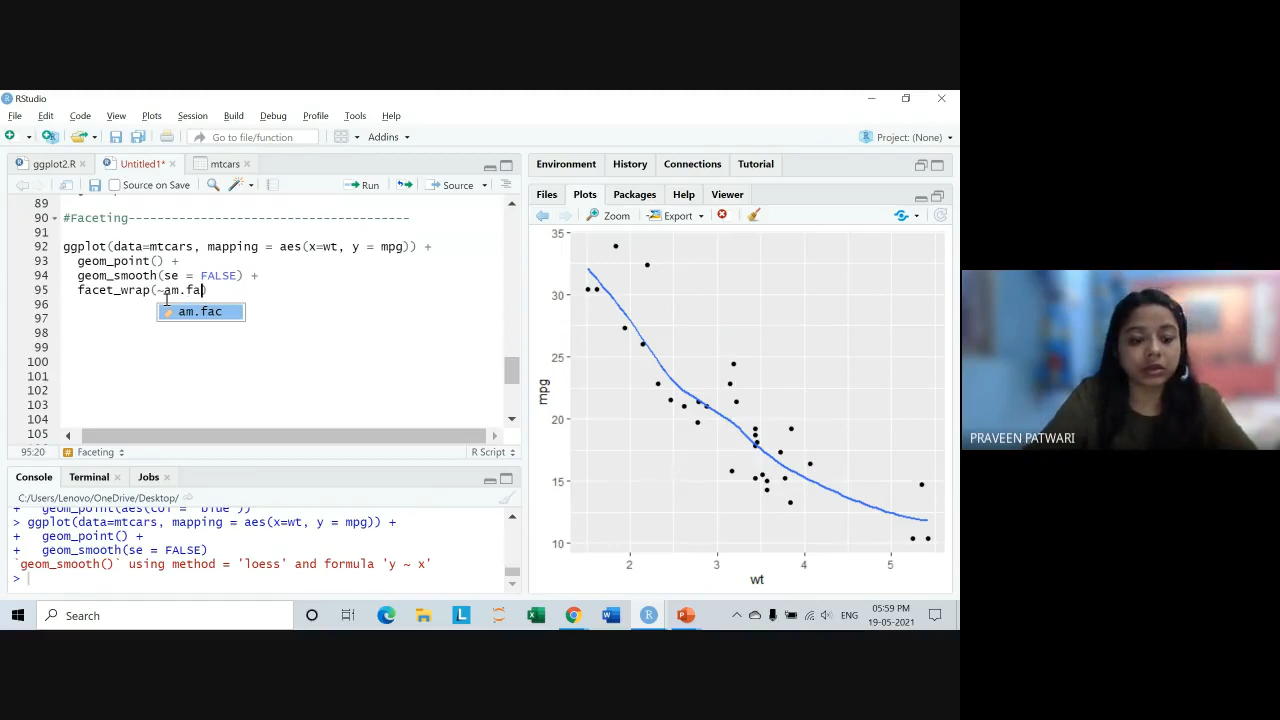 RStudio
File Edit Code View Plots Session Build Debug Profile Tools Help
Go to file/function Addins Project: (None)
ggplot2.R Untitled1* mtcars
Source on Save Run Source
89
90 #Faceting---------------------------------------
91
92 ggplot(data=mtcars, mapping = aes(x=wt, y = mpg)) +
93 geom_point() +
94 geom_smooth(se = FALSE) +
95 facet_wrap(~am.fa)
96 am.fac
97
98
99
100
101
102
103
104
105
95:20 Faceting R Script
Console Terminal Jobs
C:/Users/Lenovo/OneDrive/Desktop/
+ geom_point(aes(col = "blue"))
> ggplot(data=mtcars, mapping = aes(x=wt, y = mpg)) +
+ geom_point() +
+ geom_smooth(se = FALSE)
`geom_smooth()` using method = 'loess' and formula 'y ~ x'
>
Environment History Connections Tutorial
Files Plots Packages Help Viewer
Zoom Export
35
30
25
20
15
10
mpg
2 3 4 5
wt
PRAVEEN PATWARI
Search
ENG
05:59 PM
19-05-2021